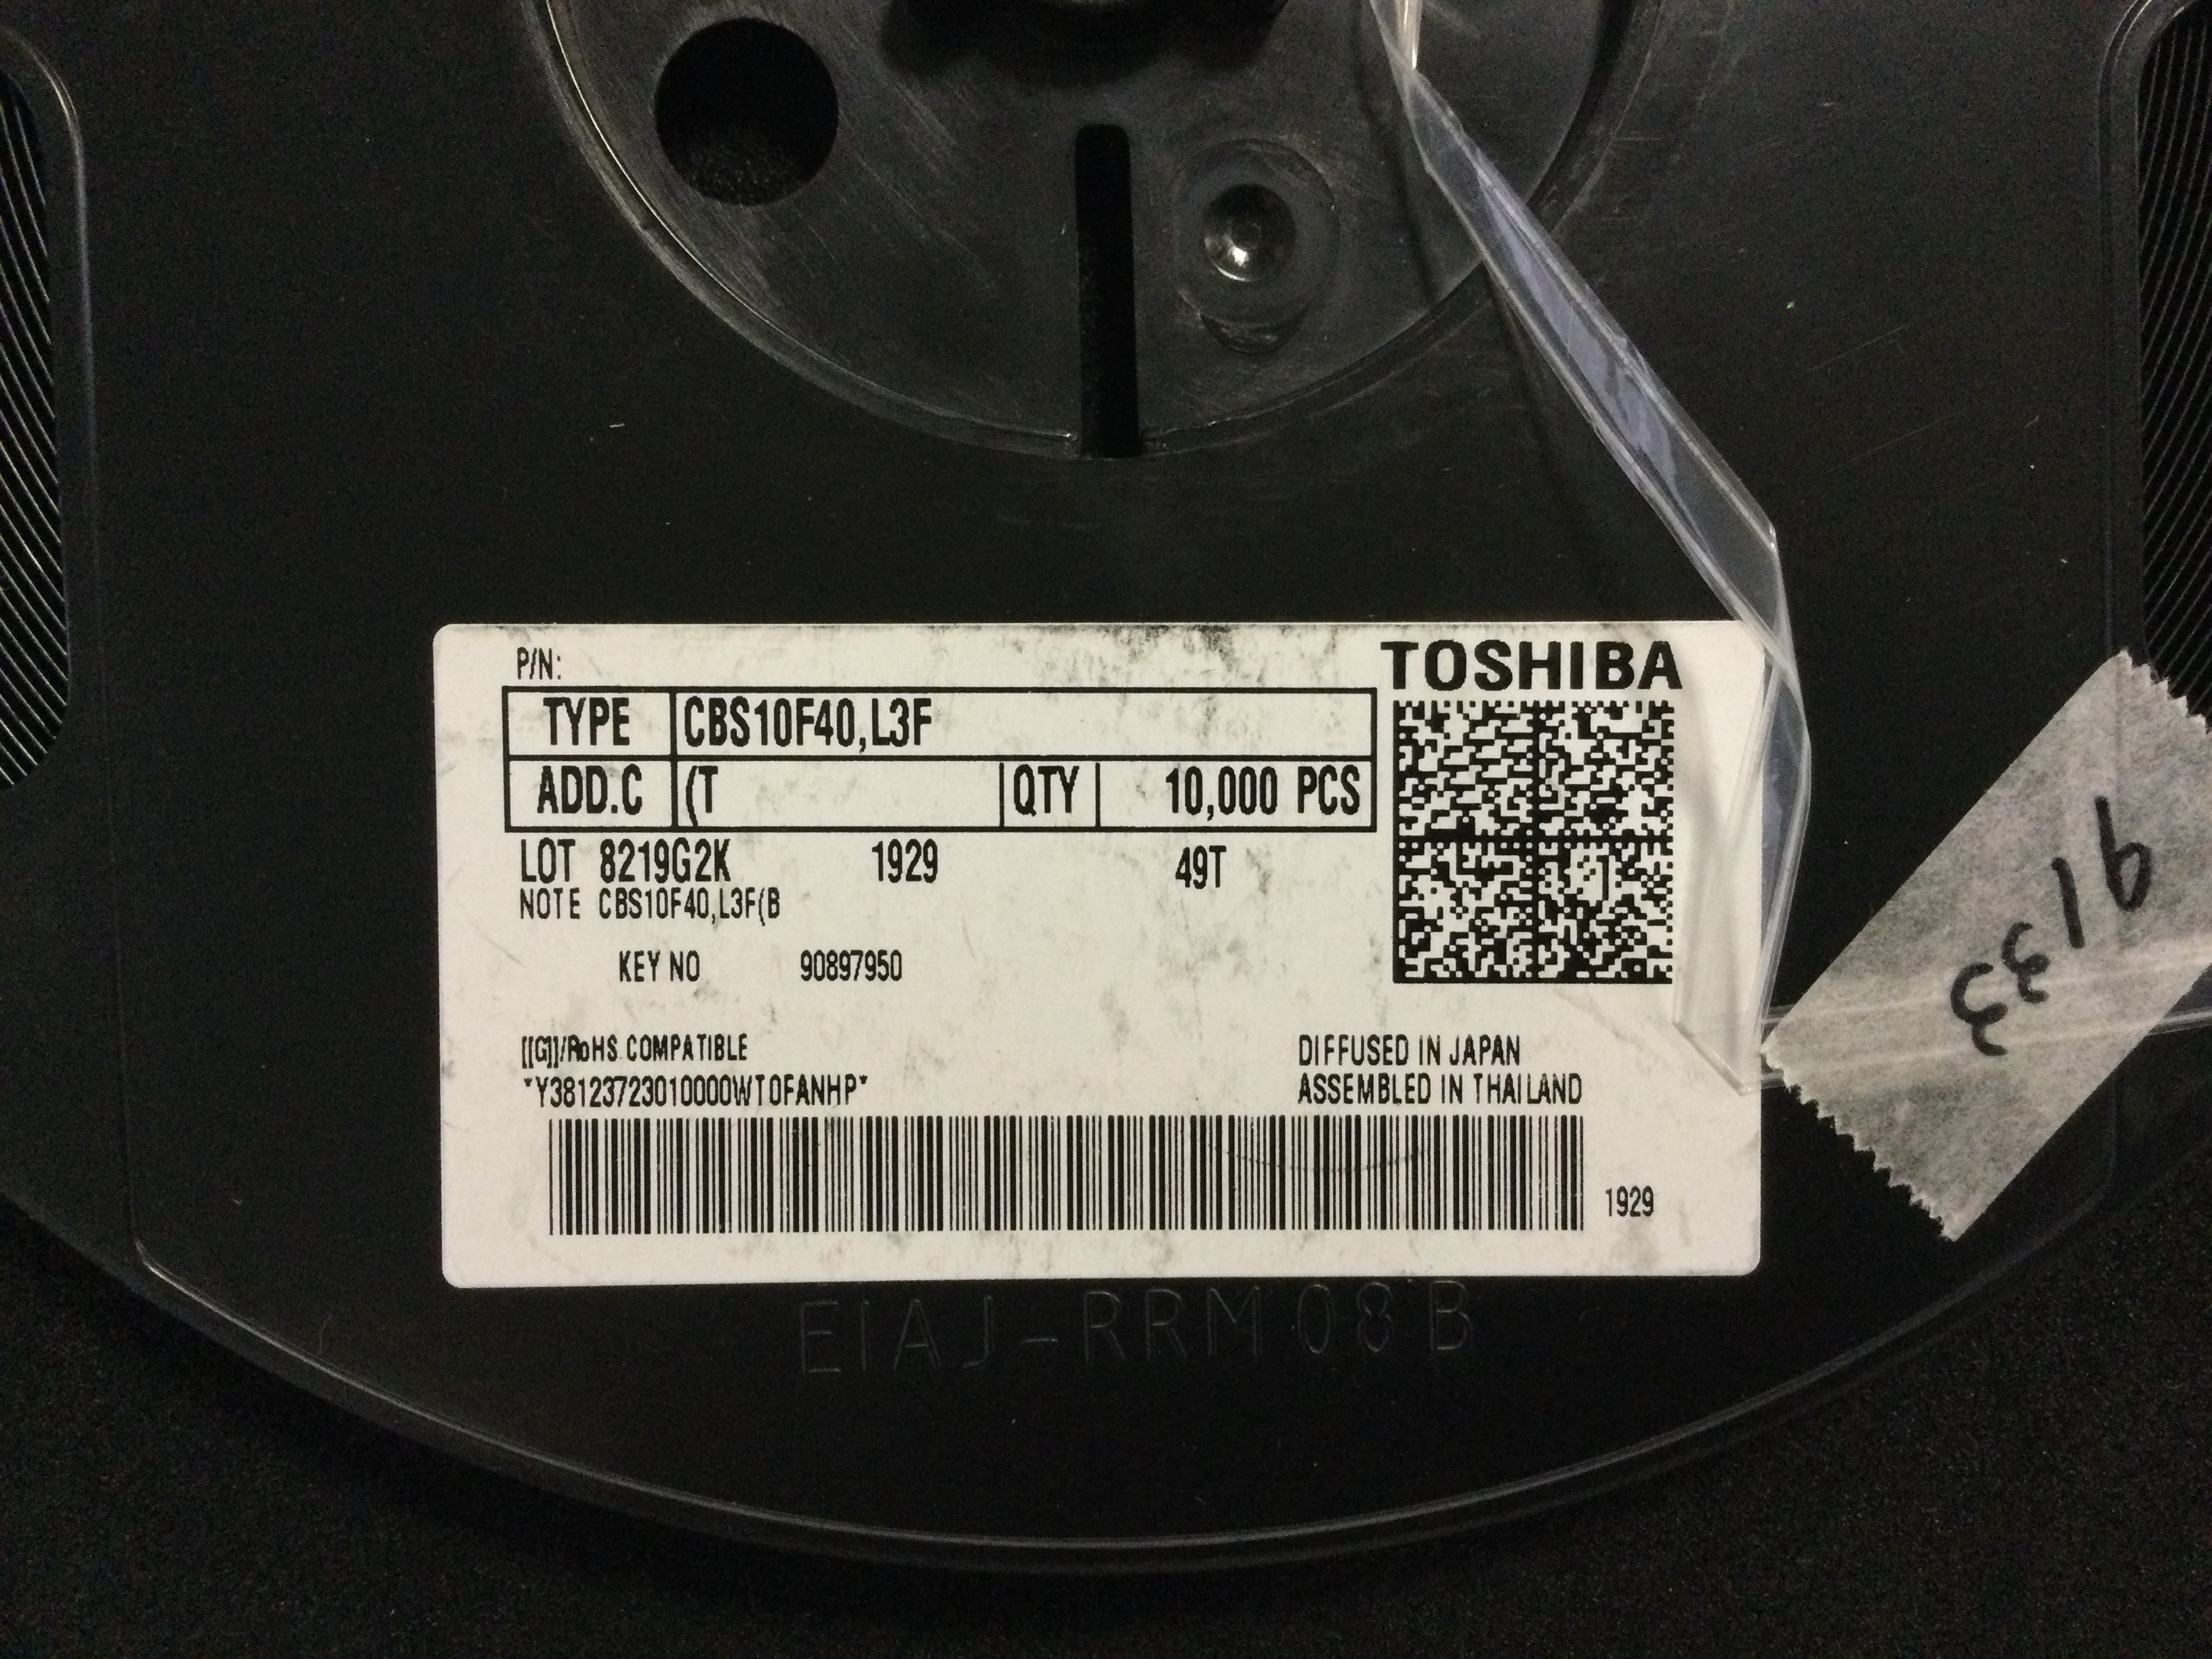 P/N:
TOSHIBA
TYPE CBS10F40,L3F
ADD.C (T QTY 10,000 PCS
LOT 8219G2K 1929 49T
NOTE CBS10F40,L3F(B
KEY NO 90897950
[[G]]/RoHS COMPATIBLE
*Y38123723010000WT0FANHP*
DIFFUSED IN JAPAN
ASSEMBLED IN THAILAND
1929
9133
EIAJ-RRM08B